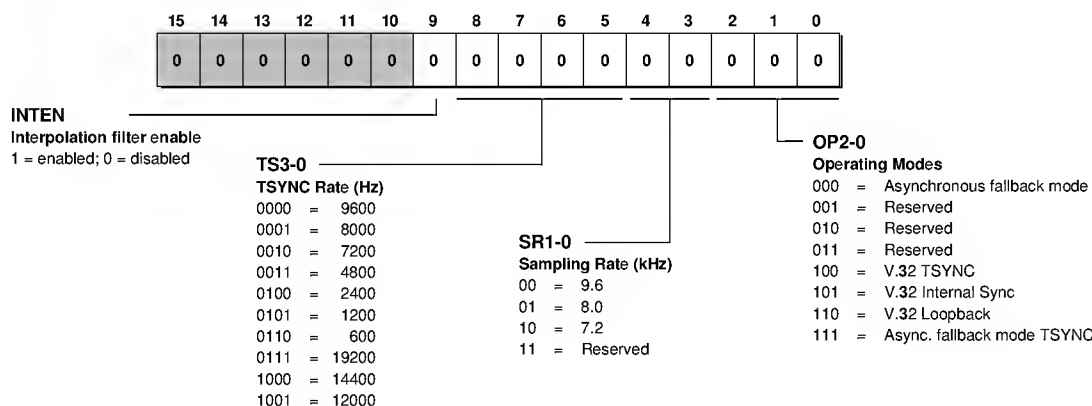 15 14 13 12 11 10 9 8 7 6 5 4 3 2 1 0
0 0 0 0 0 0 0 0 0 0 0 0 0 0 0 0
INTEN
Interpolation filter enable
1 = enabled; 0 = disabled
TS3-0
TSYNC Rate (Hz)
0000 = 9600
0001 = 8000
0010 = 7200
0011 = 4800
0100 = 2400
0101 = 1200
0110 = 600
0111 = 19200
1000 = 14400
1001 = 12000
SR1-0
Sampling Rate (kHz)
00 = 9.6
01 = 8.0
10 = 7.2
11 = Reserved
OP2-0
Operating Modes
000 = Asynchronous fallback mode
001 = Reserved
010 = Reserved
011 = Reserved
100 = V.32 TSYNC
101 = V.32 Internal Sync
110 = V.32 Loopback
111 = Async. fallback mode TSYNC